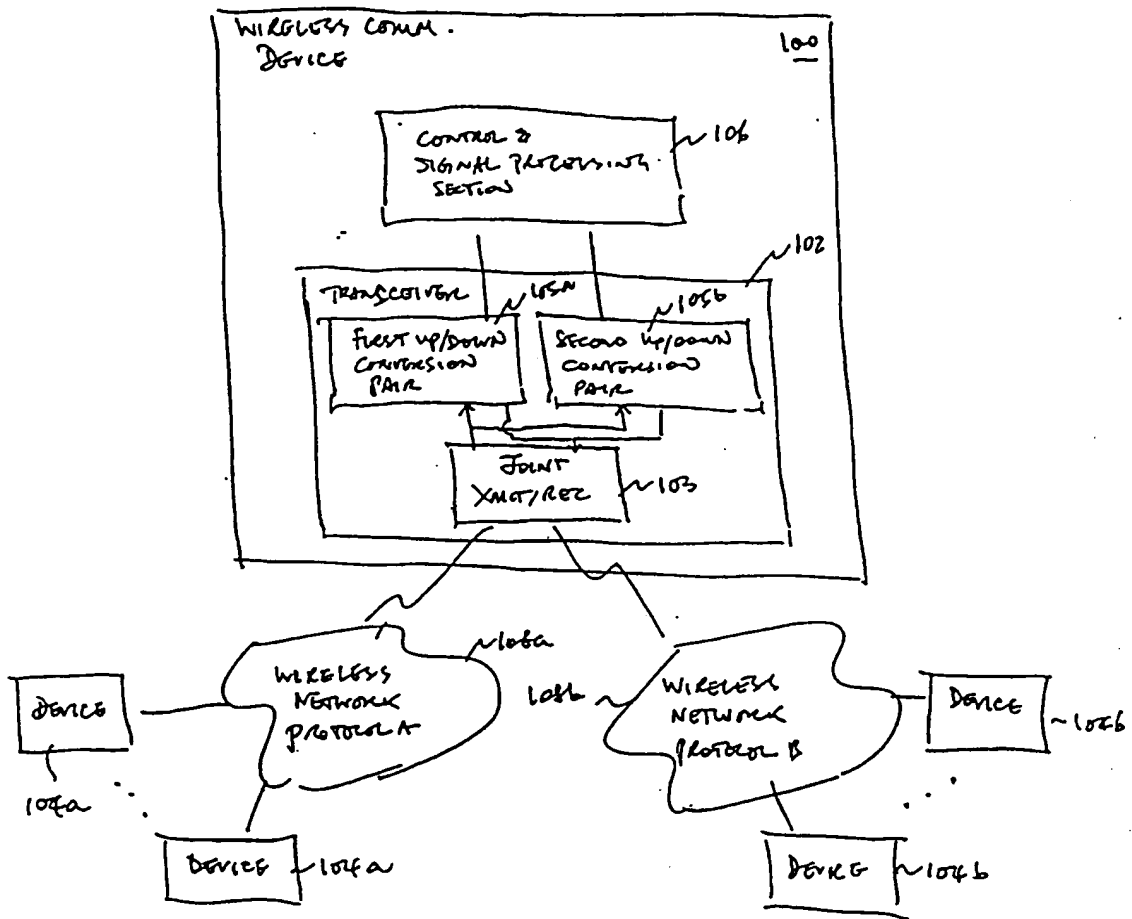 WIRELESS COMM.
DEVICE
100
CONTROL &
SIGNAL PROCESSING
SECTION
106
102
TRANSCEIVER
105a
105b
FIRST UP/DOWN
CONVERSION
PAIR
SECOND UP/DOWN
CONVERSION
PAIR
JOINT
XMIT/REC
103
108a
WIRELESS
NETWORK
PROTOCOL A
108b
WIRELESS
NETWORK
PROTOCOL B
DEVICE
104a
DEVICE
104b
DEVICE
104a
DEVICE
104b